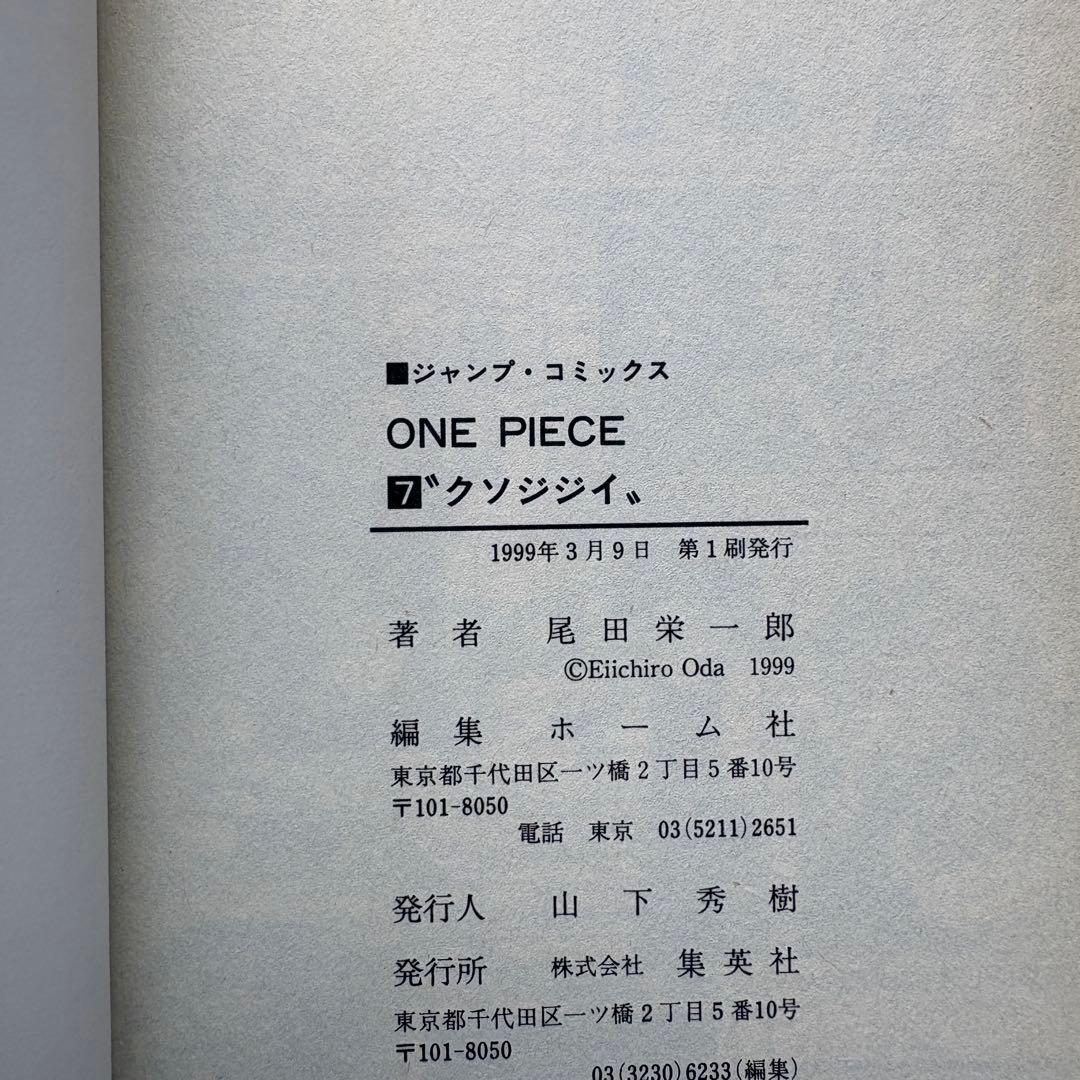 ■ジャンプ・コミックス
ONE PIECE
7〝クソジジイ〟
1999年3月9日　第1刷発行
著者　尾田栄一郎
©Eiichiro Oda　1999
編集　ホーム社
東京都千代田区一ツ橋2丁目5番10号
〒101-8050
電話　東京　03(5211)2651
発行人　山下秀樹
発行所　株式会社　集英社
東京都千代田区一ツ橋2丁目5番10号
〒101-8050
03(3230)6233(編集)